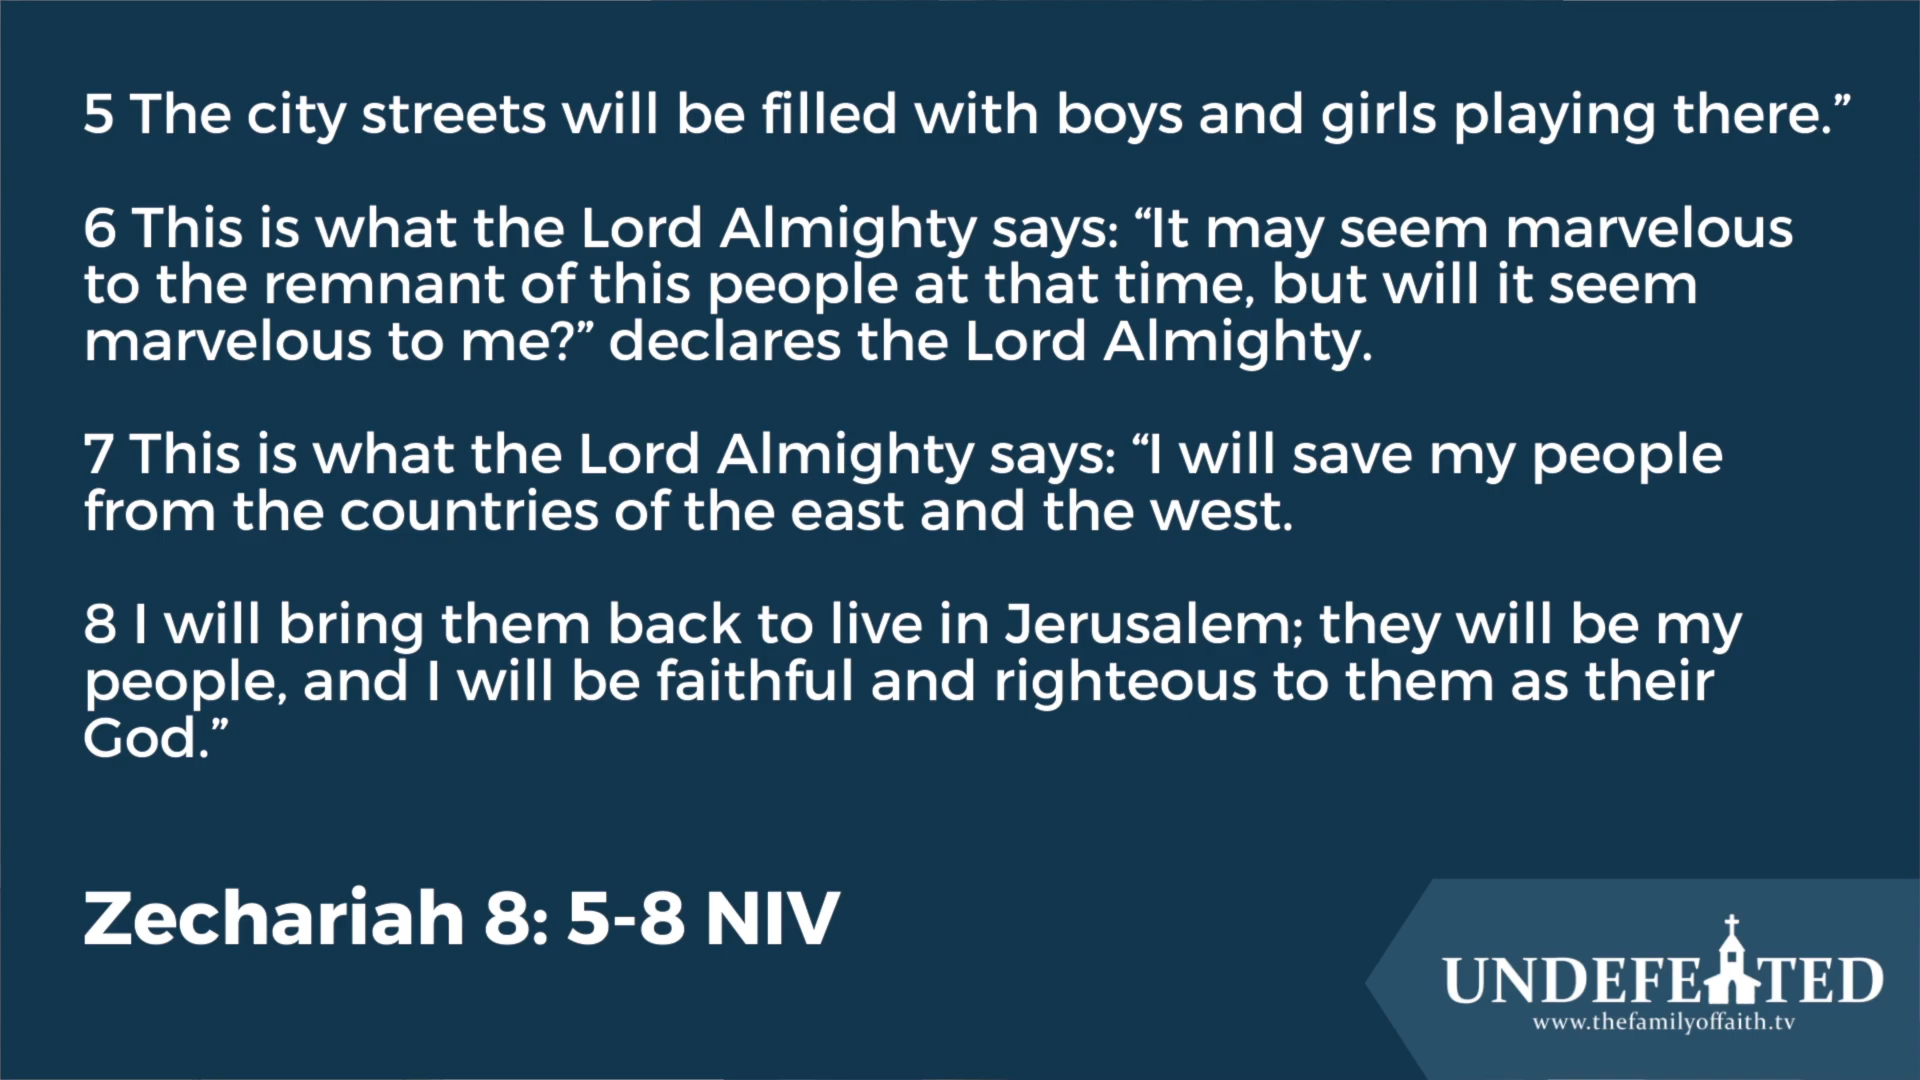 5 The city streets will be filled with boys and girls playing there.”
6 This is what the Lord Almighty says: “It may seem marvelous
to the remnant of this people at that time, but will it seem
marvelous to me?” declares the Lord Almighty.
7 This is what the Lord Almighty says: “I will save my people
from the countries of the east and the west.
8 I will bring them back to live in Jerusalem; they will be my
people, and I will be faithful and righteous to them as their
God.”
Zechariah 8: 5-8 NIV
UNDEFEATED
www.thefamilyoffaith.tv